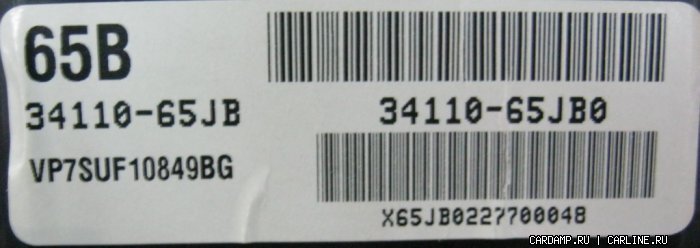 65B
34110-65JB
VP7SUF10849BG
34110-65JB0
X65JB0227700048
CARDAMP.RU | CARLINE.RU